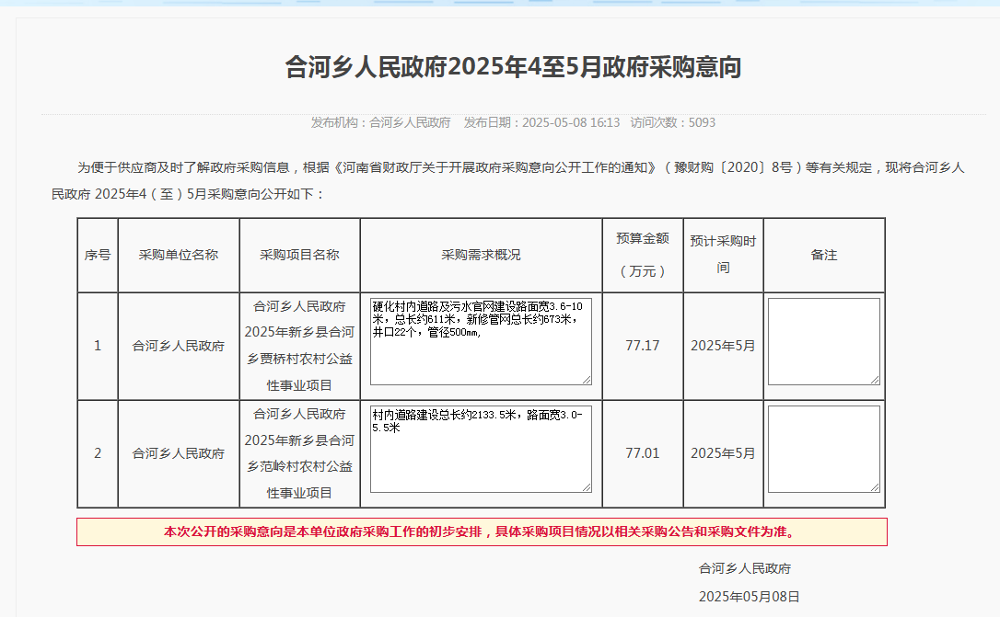 合河乡人民政府2025年4至5月政府采购意向
发布机构：合河乡人民政府 发布日期：2025-05-08 16:13 访问次数：5093
为便于供应商及时了解政府采购信息，根据《河南省财政厅关于开展政府采购意向公开工作的通知》（豫财购〔2020〕8号）等有关规定，现将合河乡人
民政府 2025年4（至）5月采购意向公开如下：
序号
采购单位名称
采购项目名称
采购需求概况
预算金额
（万元）
预计采购时
间
备注
1
合河乡人民政府
合河乡人民政府
2025年新乡县合河
乡贾桥村农村公益
性事业项目
硬化村内道路及污水官网建设路面宽3.6-10
米，总长约611米，新修管网总长约673米，
井口22个，管径500mm,
77.17
2025年5月
2
合河乡人民政府
合河乡人民政府
2025年新乡县合河
乡范岭村农村公益
性事业项目
村内道路建设总长约2133.5米，路面宽3.0-
5.5米
77.01
2025年5月
本次公开的采购意向是本单位政府采购工作的初步安排，具体采购项目情况以相关采购公告和采购文件为准。
合河乡人民政府
2025年05月08日